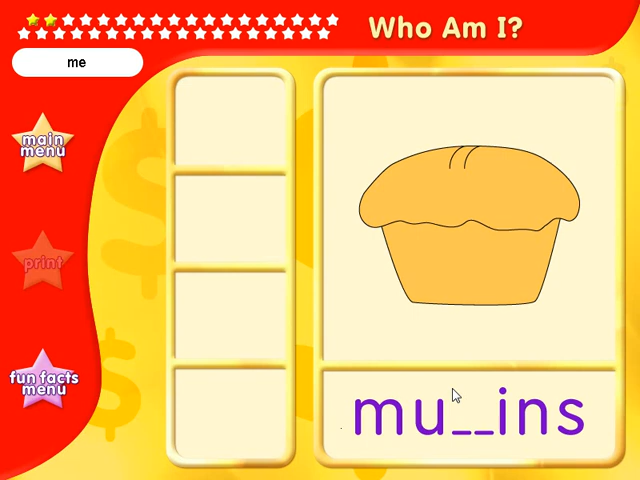 Who Am I?
me
main
menu
print
fun facts
menu
mu__ins